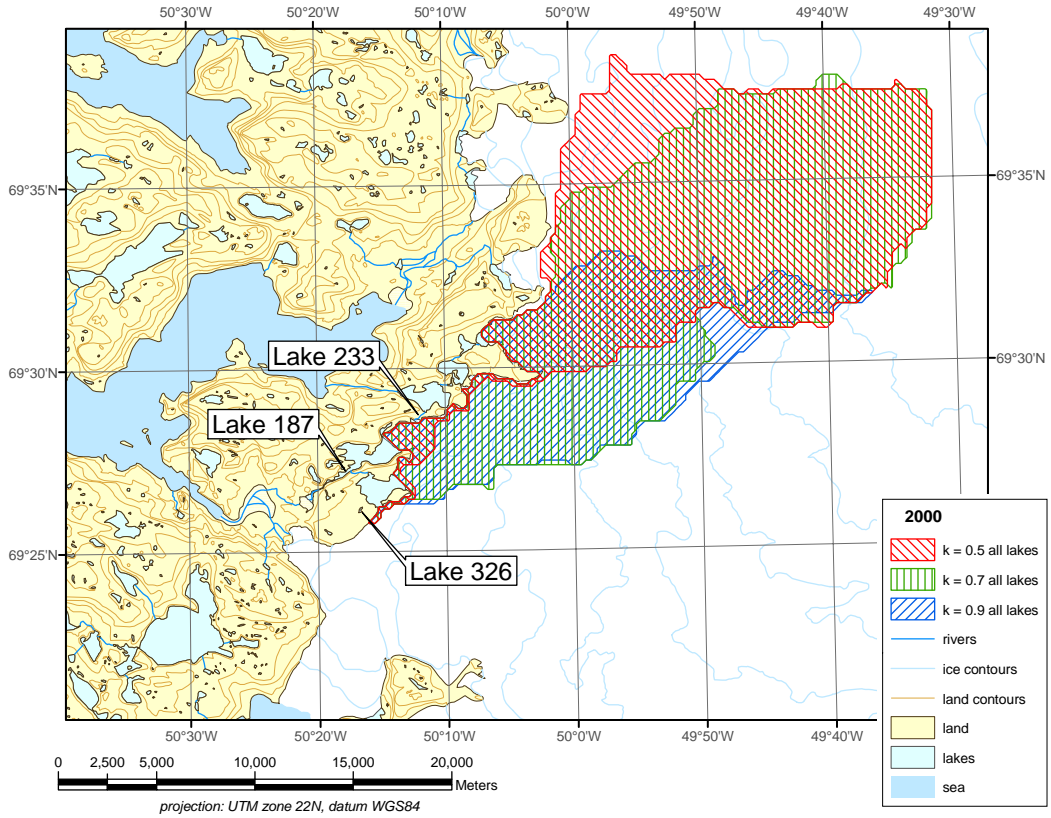 50°30'W 50°20'W 50°10'W 50°0'W 49°50'W 49°40'W 49°30'W
69°35'N 69°35'N
Lake 233
69°30'N 69°30'N
Lake 187
Lake 326
69°25'N
50°30'W 50°20'W 50°10'W 50°0'W 49°50'W 49°40'W
2000
k = 0.5 all lakes
k = 0.7 all lakes
k = 0.9 all lakes
rivers
ice contours
land contours
land
lakes
sea
0 2,500 5,000 10,000 15,000 20,000
Meters
projection: UTM zone 22N, datum WGS84